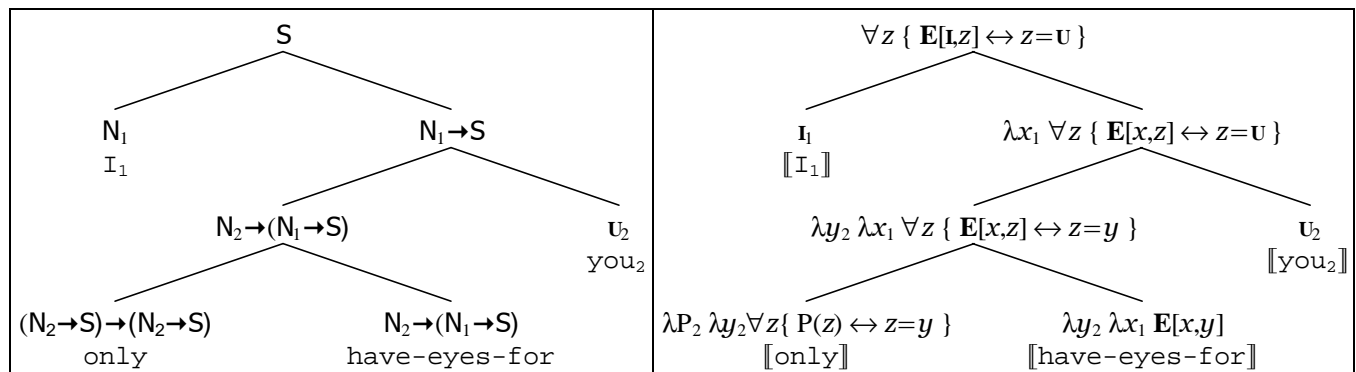 S
N₁
I₁
N₁→S
N₂→(N₁→S)
U₂
you₂
(N₂→S)→(N₂→S)
only
N₂→(N₁→S)
have-eyes-for
∀z { E[I,z] ↔ z=U }
I₁
⟦I₁⟧
λx₁ ∀z { E[x,z] ↔ z=U }
λy₂ λx₁ ∀z { E[x,z] ↔ z=y }
U₂
⟦you₂⟧
λP₂ λy₂∀z{ P(z) ↔ z=y }
⟦only⟧
λy₂ λx₁ E[x,y]
⟦have-eyes-for⟧